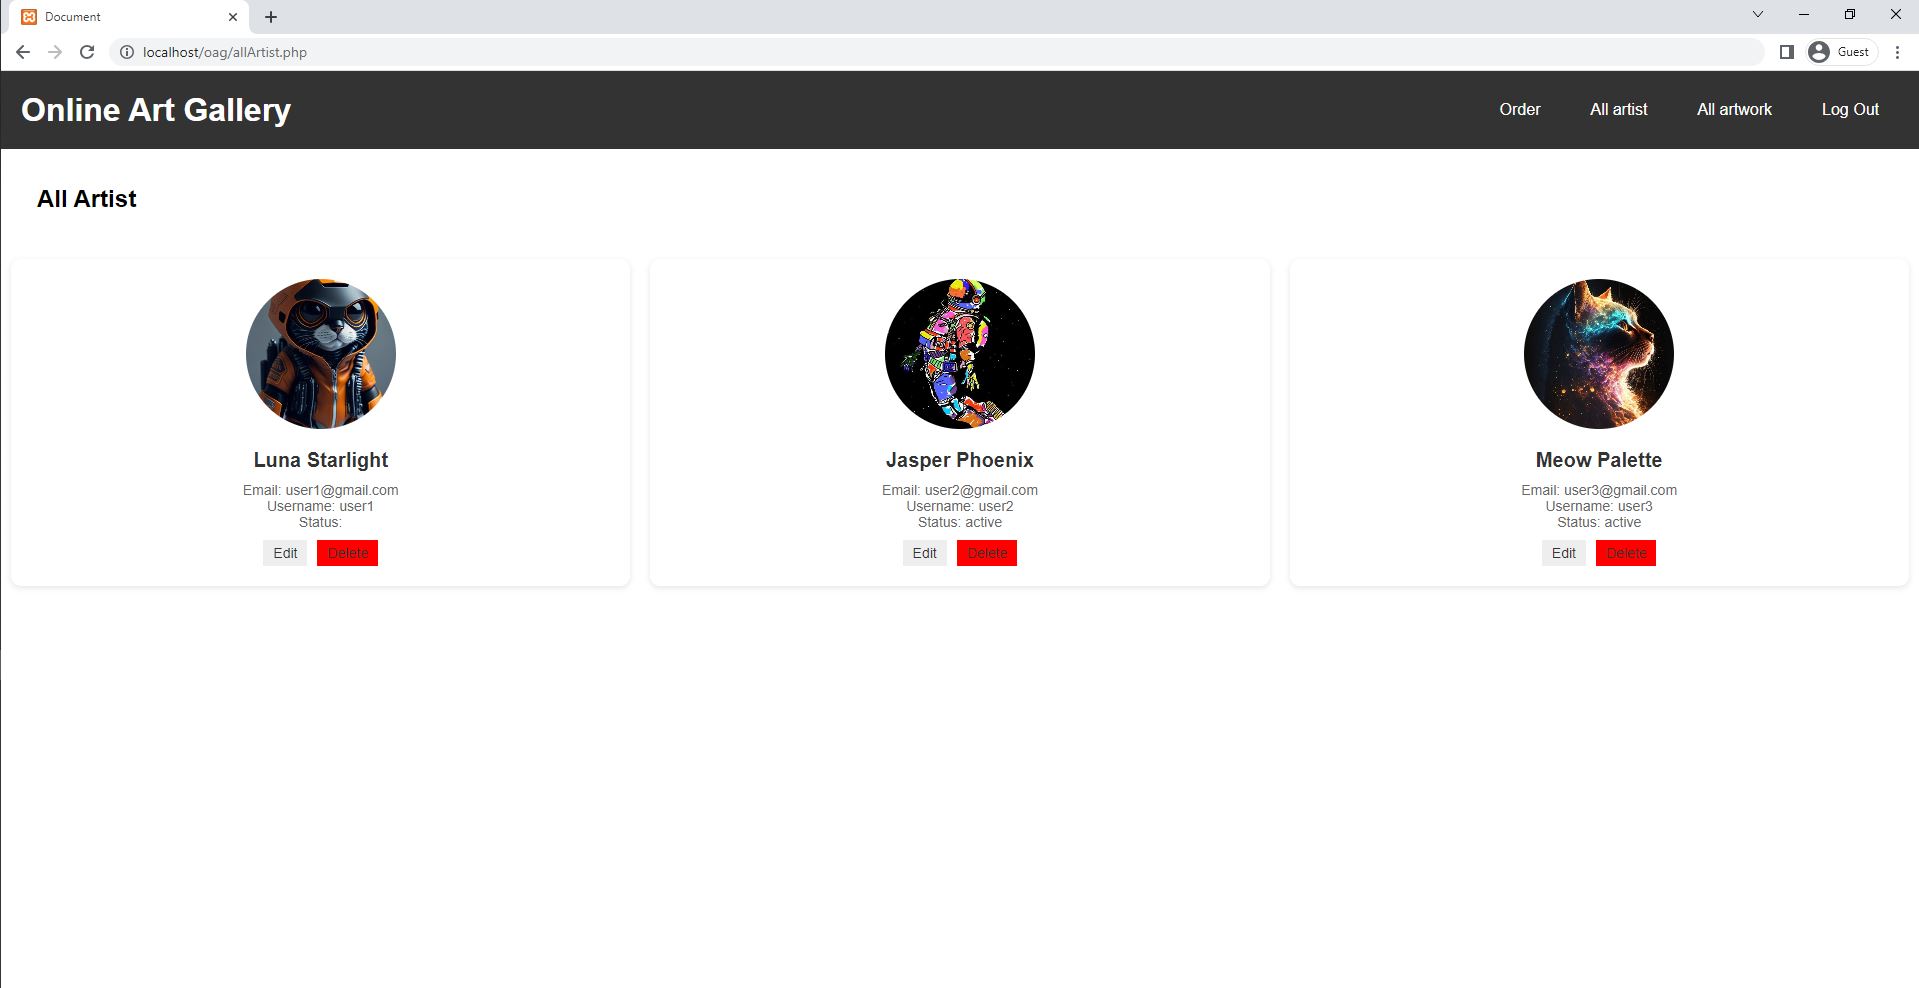 Document
localhost/oag/allArtist.php
Guest
Online Art Gallery
Order
All artist
All artwork
Log Out
All Artist
Luna Starlight
Email: user1@gmail.com
Username: user1
Status:
Edit
Delete
Jasper Phoenix
Email: user2@gmail.com
Username: user2
Status: active
Edit
Delete
Meow Palette
Email: user3@gmail.com
Username: user3
Status: active
Edit
Delete